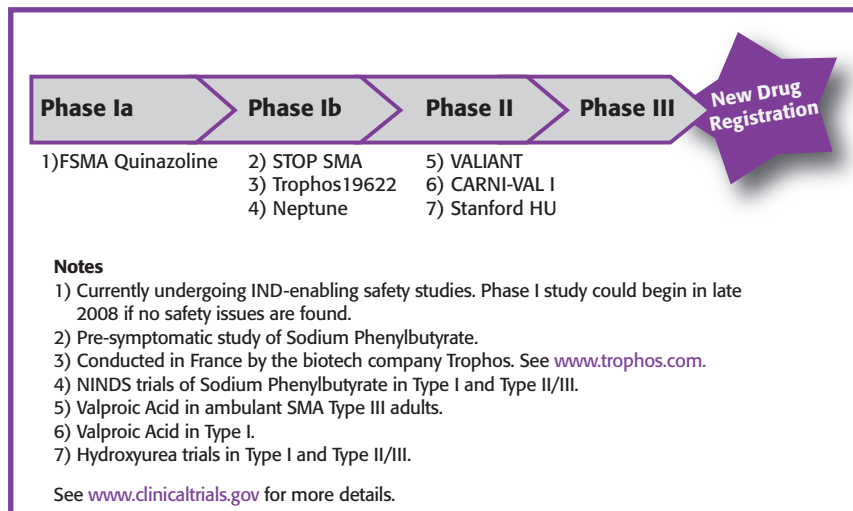 Phase Ia
Phase Ib
Phase II
Phase III
New Drug
Registration
1)FSMA Quinazoline
2) STOP SMA
3) Trophos19622
4) Neptune
5) VALIANT
6) CARNI-VAL I
7) Stanford HU
Notes
1) Currently undergoing IND-enabling safety studies. Phase I study could begin in late
2008 if no safety issues are found.
2) Pre-symptomatic study of Sodium Phenylbutyrate.
3) Conducted in France by the biotech company Trophos. See www.trophos.com.
4) NINDS trials of Sodium Phenylbutyrate in Type I and Type II/III.
5) Valproic Acid in ambulant SMA Type III adults.
6) Valproic Acid in Type I.
7) Hydroxyurea trials in Type I and Type II/III.
See www.clinicaltrials.gov for more details.